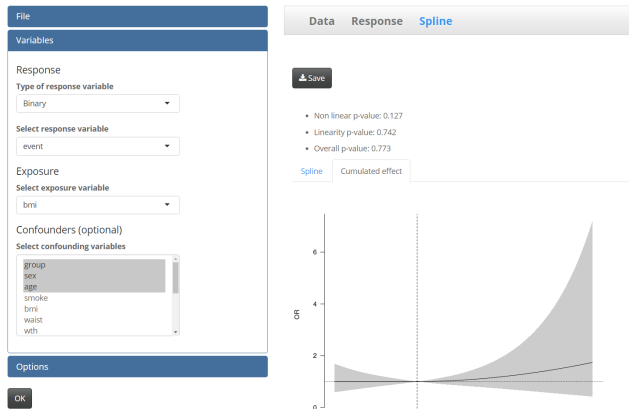 File
Variables
Response
Type of response variable
Binary
Select response variable
event
Exposure
Select exposure variable
bmi
Confounders (optional)
Select confounding variables
group
sex
age
smoke
bmi
waist
wth
Options
OK
Data Response Spline
Save
Non linear p-value: 0.127
Linearity p-value: 0.742
Overall p-value: 0.773
Spline Cumulated effect
OR
6
4
2
0